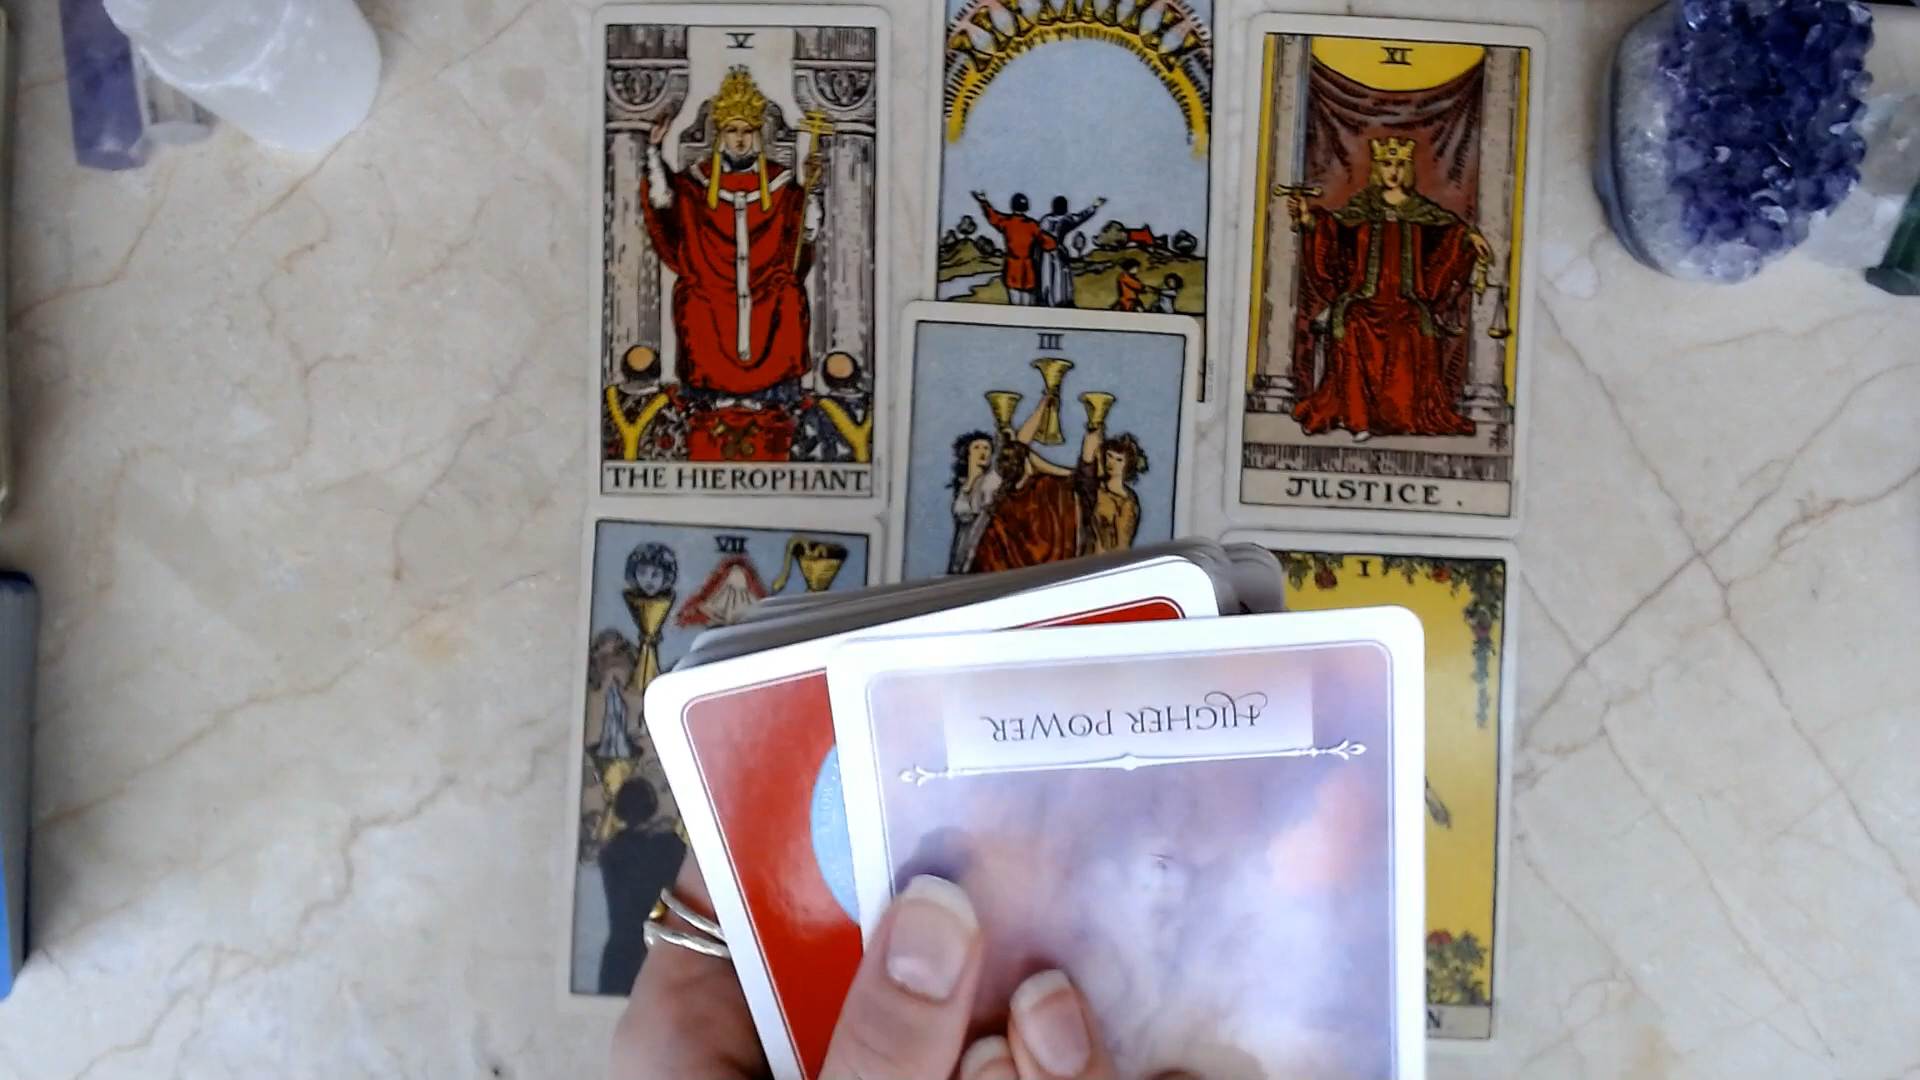 V
XI
THE HIEROPHANT.
III
JUSTICE.
VII
I
HIGHER POWER
N.